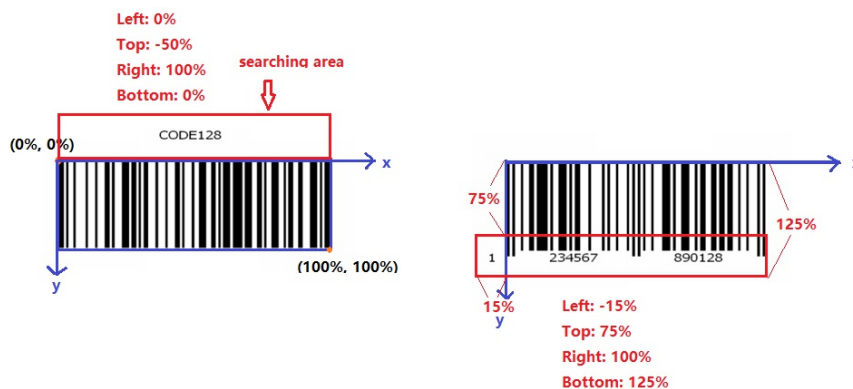 Left: 0%
Top: -50%
Right: 100%
Bottom: 0%
searching area
CODE128
(0%, 0%)
x
(100%, 100%)
y
75%
125%
1 234567 890128
15%
y
Left: -15%
Top: 75%
Right: 100%
Bottom: 125%